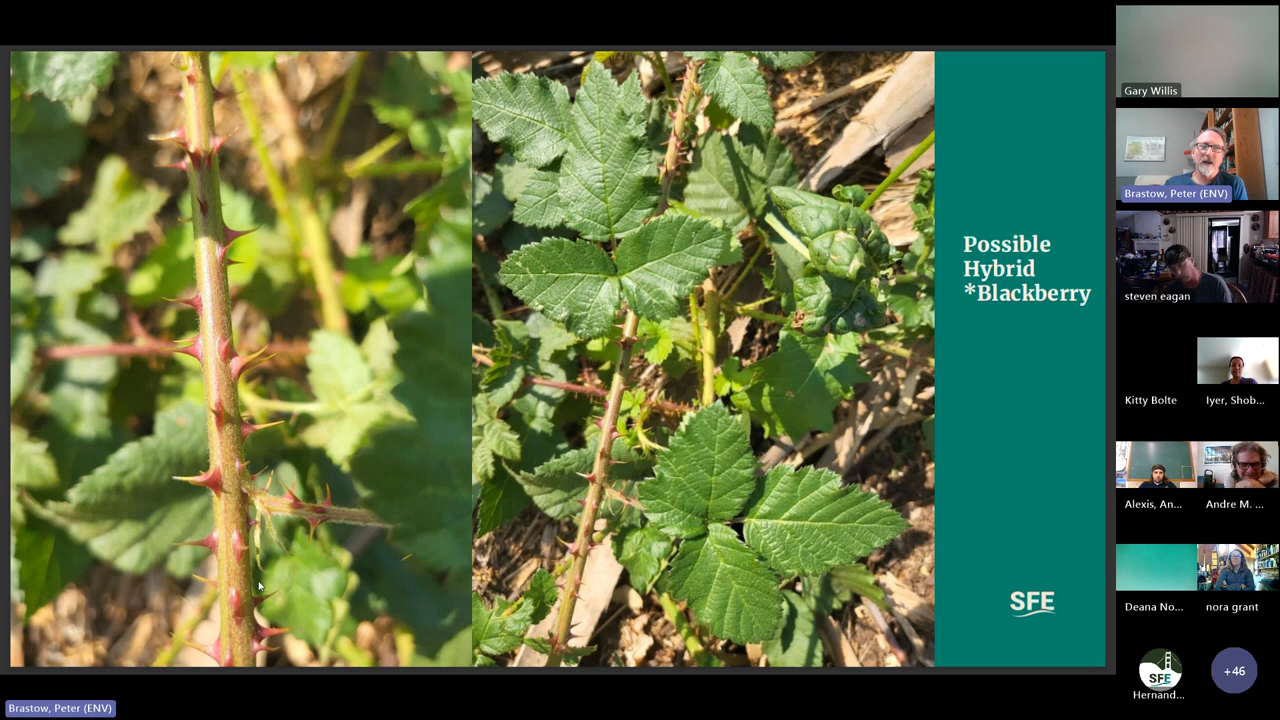 Possible
Hybrid
*Blackberry
SFE
Brastow, Peter (ENV)
Gary Willis
Brastow, Peter (ENV)
steven eagan
Kitty Bolte
Iyer, Shob...
Alexis, An...
Andre M. ...
Deana No...
nora grant
SFE
Hernand...
+46